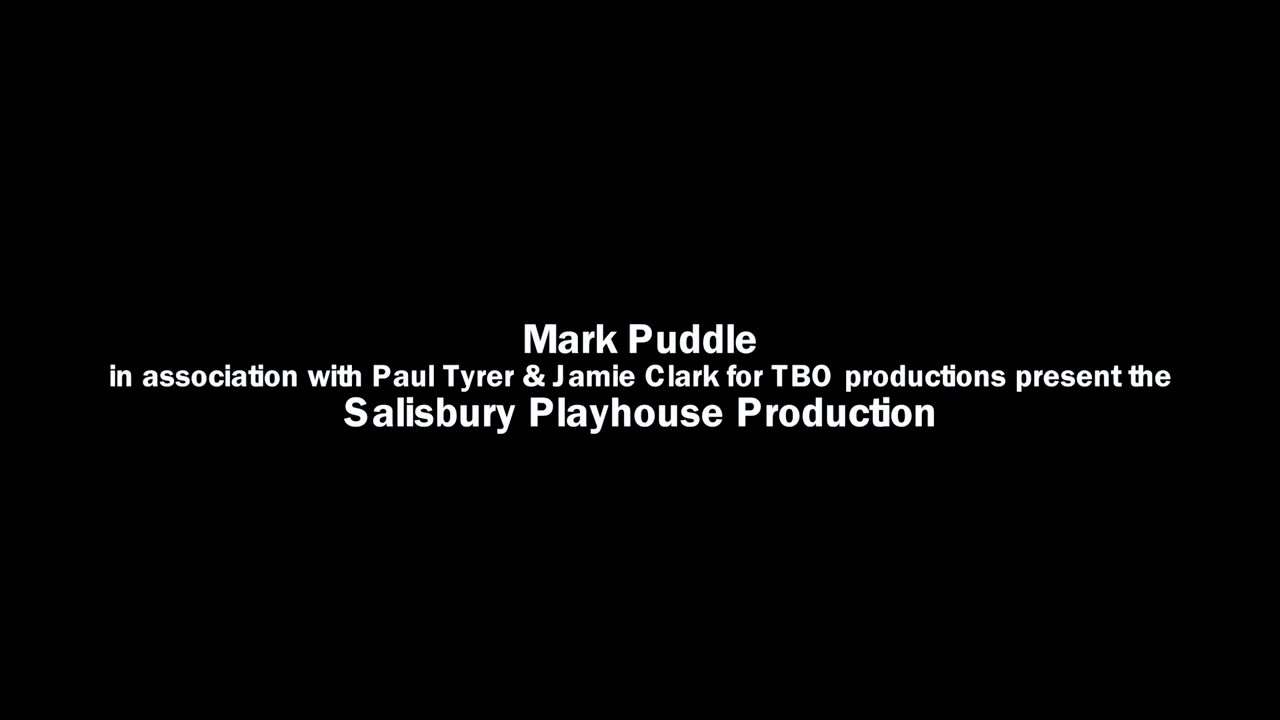 Mark Puddle
in association with Paul Tyrer & Jamie Clark for TBO productions present the
Salisbury Playhouse Production